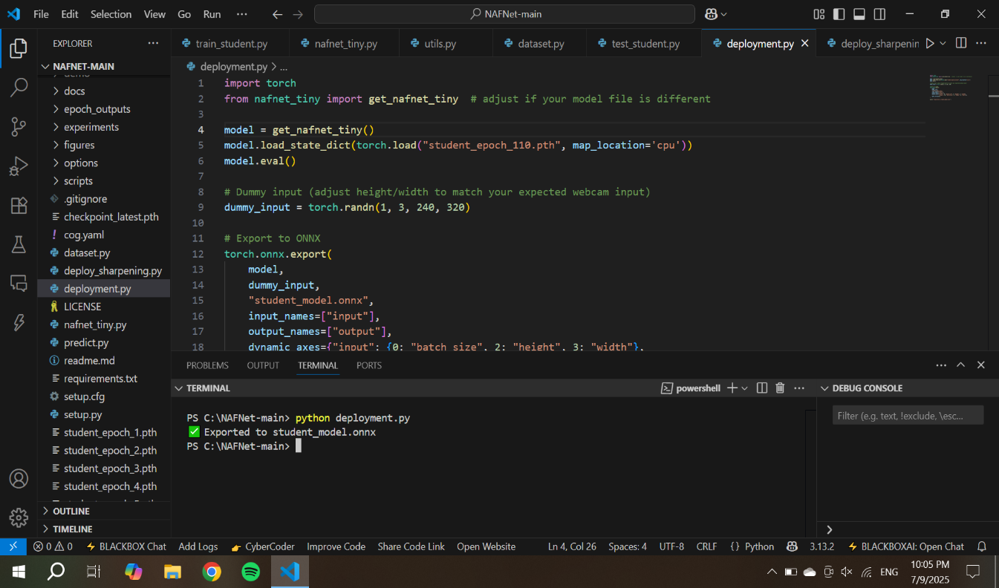 File Edit Selection View Go Run ··· NAFNet-main
EXPLORER ···
NAFNET-MAIN
demo
docs
epoch_outputs
experiments
figures
options
scripts
.gitignore
checkpoint_latest.pth
cog.yaml
dataset.py
deploy_sharpening.py
deployment.py
LICENSE
nafnet_tiny.py
predict.py
readme.md
requirements.txt
setup.cfg
setup.py
student_epoch_1.pth
student_epoch_2.pth
student_epoch_3.pth
student_epoch_4.pth
OUTLINE
TIMELINE
train_student.py nafnet_tiny.py utils.py dataset.py test_student.py deployment.py deploy_sharpenin
deployment.py > ...
1 import torch
2 from nafnet_tiny import get_nafnet_tiny # adjust if your model file is different
3
4 model = get_nafnet_tiny()
5 model.load_state_dict(torch.load("student_epoch_110.pth", map_location='cpu'))
6 model.eval()
7
8 # Dummy input (adjust height/width to match your expected webcam input)
9 dummy_input = torch.randn(1, 3, 240, 320)
10
11 # Export to ONNX
12 torch.onnx.export(
13 model,
14 dummy_input,
15 "student_model.onnx",
16 input_names=["input"],
17 output_names=["output"],
18 dynamic_axes={"input": {0: "batch_size", 2: "height", 3: "width"},
PROBLEMS OUTPUT TERMINAL PORTS
TERMINAL powershell
PS C:\NAFNet-main> python deployment.py
✅ Exported to student_model.onnx
PS C:\NAFNet-main>
DEBUG CONSOLE
Filter (e.g. text, !exclude, \esc...
0 0 BLACKBOX Chat Add Logs CyberCoder Improve Code Share Code Link Open Website Ln 4, Col 26 Spaces: 4 UTF-8 CRLF {} Python 3.13.2 BLACKBOXAI: Open Chat
ENG
10:05 PM
7/9/2025